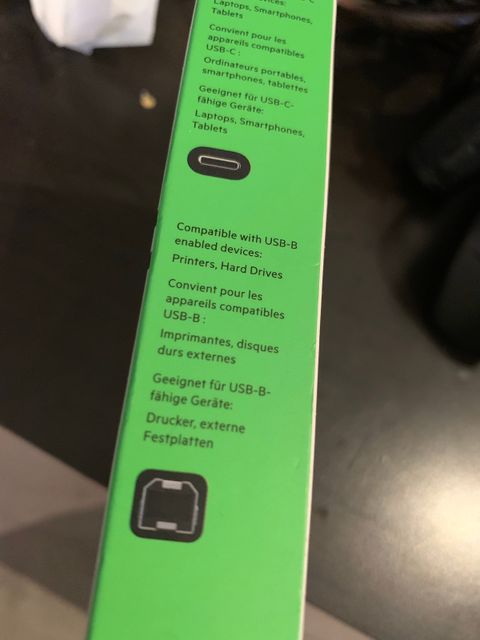 devices:
Laptops, Smartphones,
Tablets
Convient pour les
appareils compatibles
USB-C :
Ordinateurs portables,
smartphones, tablettes
Geeignet für USB-C-
fähige Geräte:
Laptops, Smartphones,
Tablets
Compatible with USB-B
enabled devices:
Printers, Hard Drives
Convient pour les
appareils compatibles
USB-B :
Imprimantes, disques
durs externes
Geeignet für USB-B-
fähige Geräte:
Drucker, externe
Festplatten